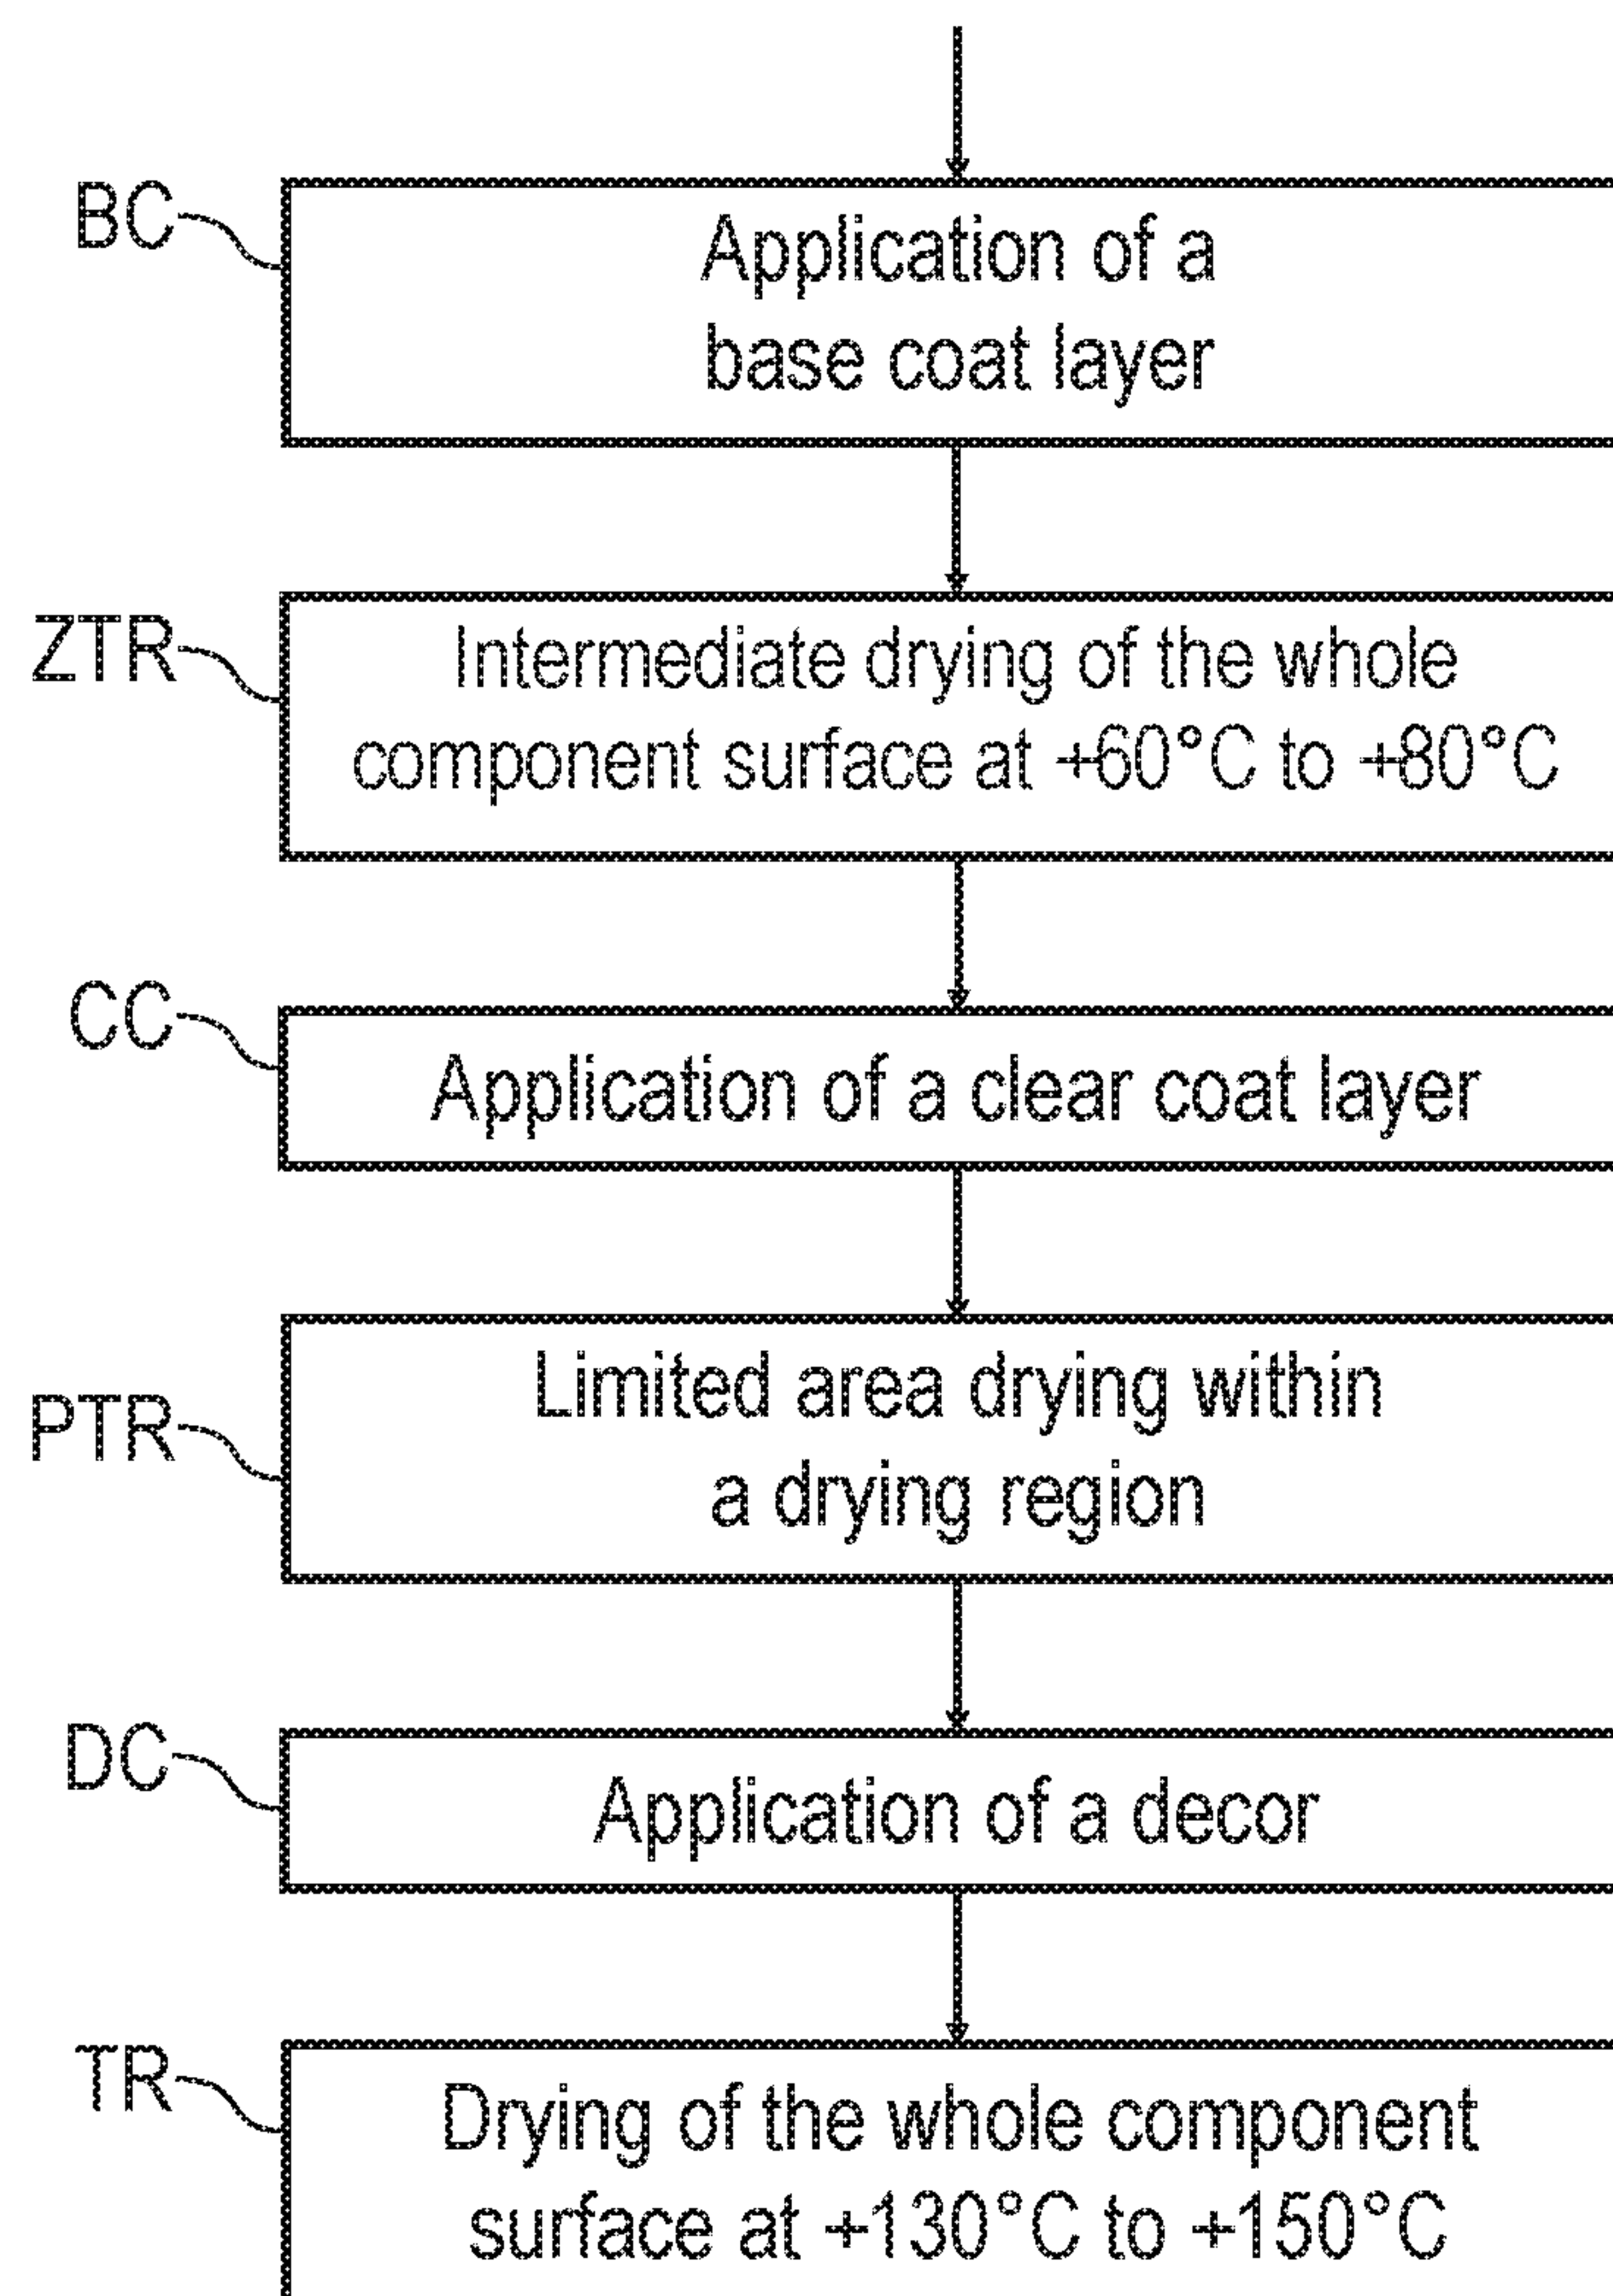 BC
Application of a
base coat layer
ZTR
Intermediate drying of the whole
component surface at +60°C to +80°C
CC
Application of a clear coat layer
PTR
Limited area drying within
a drying region
DC
Application of a decor
TR
Drying of the whole component
surface at +130°C to +150°C